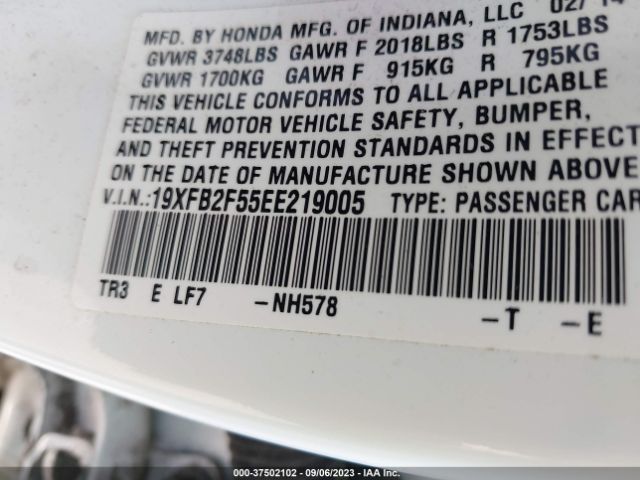 MFD. BY HONDA MFG. OF INDIANA, LLC 02/14
GVWR 3748LBS GAWR F 2018LBS R 1753LBS
GVWR 1700KG GAWR F 915KG R 795KG
THIS VEHICLE CONFORMS TO ALL APPLICABLE
FEDERAL MOTOR VEHICLE SAFETY, BUMPER,
AND THEFT PREVENTION STANDARDS IN EFFECT
ON THE DATE OF MANUFACTURE SHOWN ABOVE.
V.I.N.:19XFB2F55EE219005 TYPE: PASSENGER CAR
TR3 E LF7 -NH578 -T -E
000-37502102 - 09/06/2023 - IAA Inc.